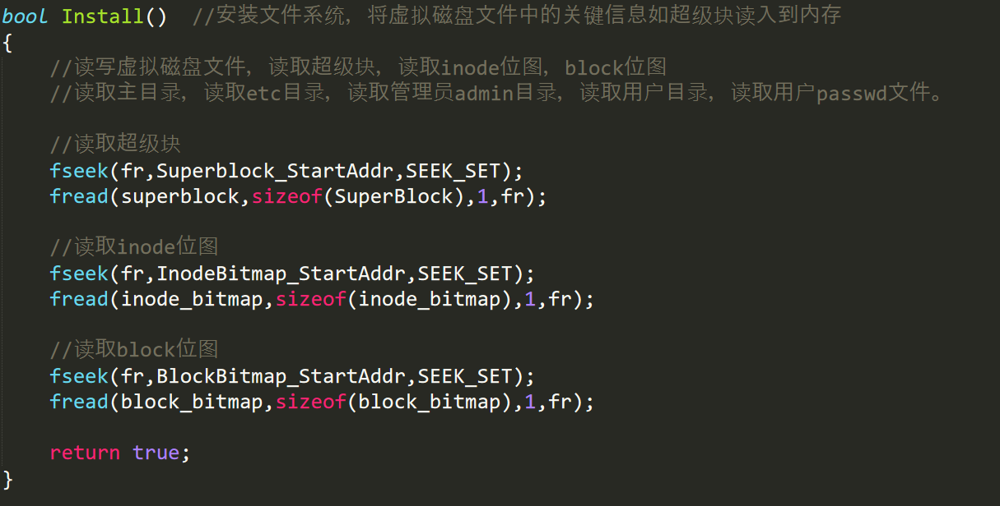 bool Install()  //安装文件系统，将虚拟磁盘文件中的关键信息如超级块读入到内存
{
    //读写虚拟磁盘文件，读取超级块，读取inode位图，block位图
    //读取主目录，读取etc目录，读取管理员admin目录，读取用户目录，读取用户passwd文件。
    //读取超级块
    fseek(fr,Superblock_StartAddr,SEEK_SET);
    fread(superblock,sizeof(SuperBlock),1,fr);
    //读取inode位图
    fseek(fr,InodeBitmap_StartAddr,SEEK_SET);
    fread(inode_bitmap,sizeof(inode_bitmap),1,fr);
    //读取block位图
    fseek(fr,BlockBitmap_StartAddr,SEEK_SET);
    fread(block_bitmap,sizeof(block_bitmap),1,fr);
    return true;
}